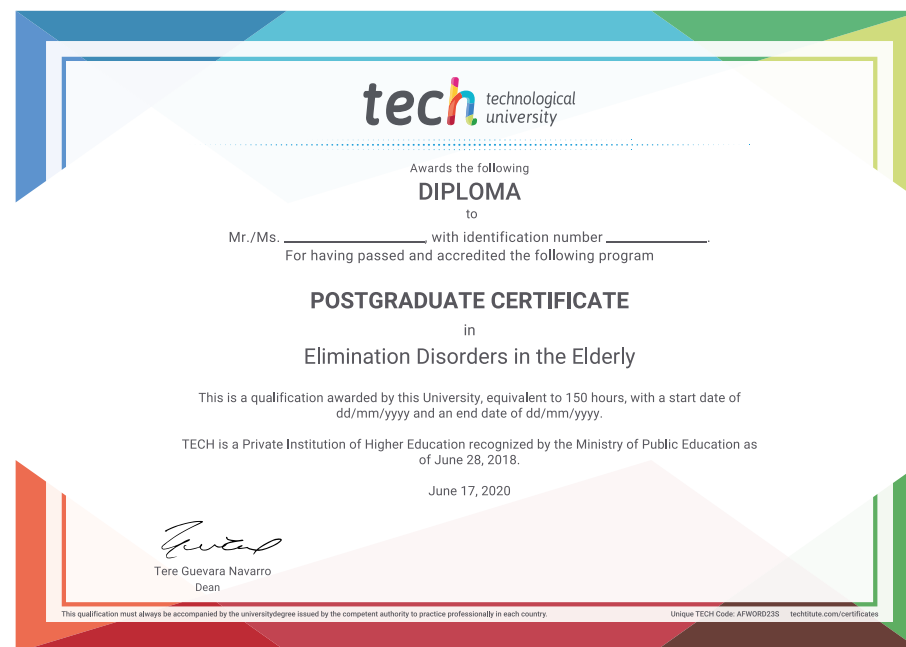 tech technological
university
Awards the following
DIPLOMA
to
Mr./Ms. ____________________, with identification number ______________.
For having passed and accredited the following program
POSTGRADUATE CERTIFICATE
in
Elimination Disorders in the Elderly
This is a qualification awarded by this University, equivalent to 150 hours, with a start date of
dd/mm/yyyy and an end date of dd/mm/yyyy.
TECH is a Private Institution of Higher Education recognized by the Ministry of Public Education as
of June 28, 2018.
June 17, 2020
Tere Guevara Navarro
Dean
This qualification must always be accompanied by the universitydegree issued by the competent authority to practice professionally in each country. Unique TECH Code: AFWORD23S techtitute.com/certificates